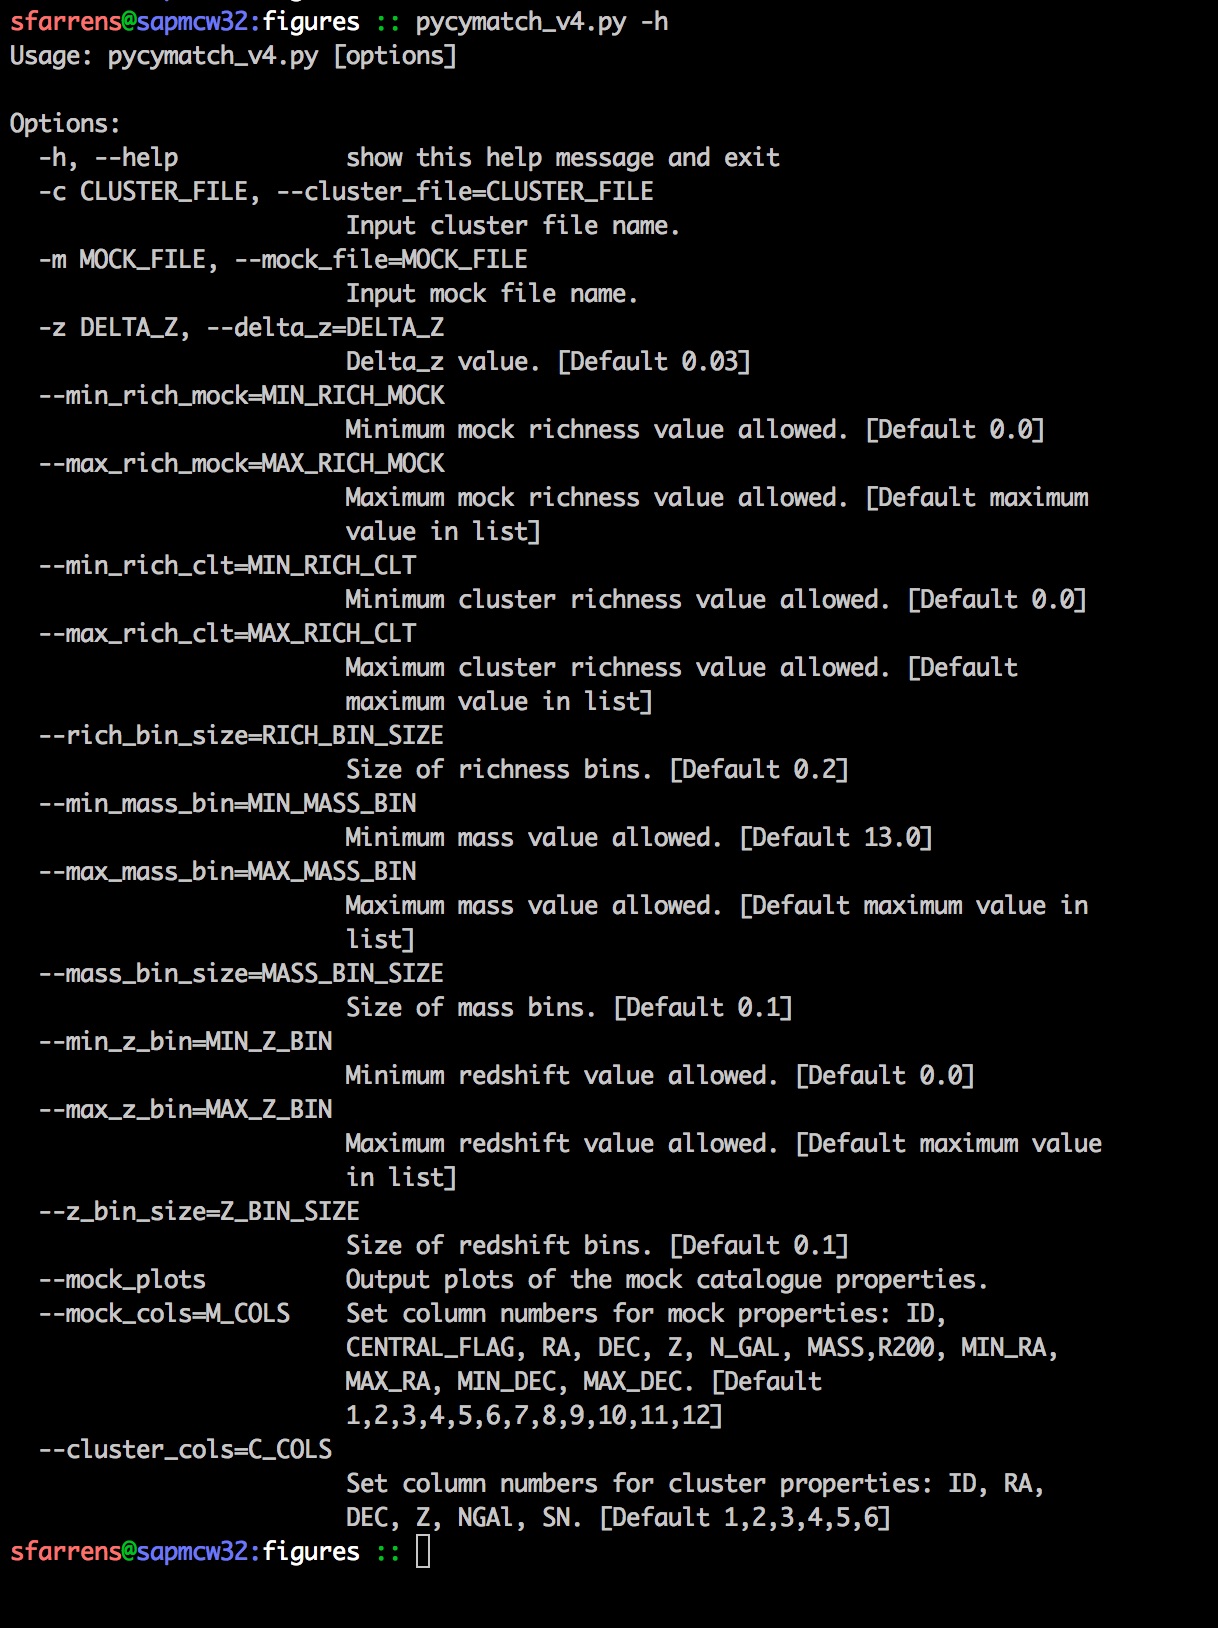 sfarrens@sapmcw32:figures :: pycymatch_v4.py -h
Usage: pycymatch_v4.py [options]
Options:
-h, --help show this help message and exit
-c CLUSTER_FILE, --cluster_file=CLUSTER_FILE
Input cluster file name.
-m MOCK_FILE, --mock_file=MOCK_FILE
Input mock file name.
-z DELTA_Z, --delta_z=DELTA_Z
Delta_z value. [Default 0.03]
--min_rich_mock=MIN_RICH_MOCK
Minimum mock richness value allowed. [Default 0.0]
--max_rich_mock=MAX_RICH_MOCK
Maximum mock richness value allowed. [Default maximum
value in list]
--min_rich_clt=MIN_RICH_CLT
Minimum cluster richness value allowed. [Default 0.0]
--max_rich_clt=MAX_RICH_CLT
Maximum cluster richness value allowed. [Default
maximum value in list]
--rich_bin_size=RICH_BIN_SIZE
Size of richness bins. [Default 0.2]
--min_mass_bin=MIN_MASS_BIN
Minimum mass value allowed. [Default 13.0]
--max_mass_bin=MAX_MASS_BIN
Maximum mass value allowed. [Default maximum value in
list]
--mass_bin_size=MASS_BIN_SIZE
Size of mass bins. [Default 0.1]
--min_z_bin=MIN_Z_BIN
Minimum redshift value allowed. [Default 0.0]
--max_z_bin=MAX_Z_BIN
Maximum redshift value allowed. [Default maximum value
in list]
--z_bin_size=Z_BIN_SIZE
Size of redshift bins. [Default 0.1]
--mock_plots Output plots of the mock catalogue properties.
--mock_cols=M_COLS Set column numbers for mock properties: ID,
CENTRAL_FLAG, RA, DEC, Z, N_GAL, MASS,R200, MIN_RA,
MAX_RA, MIN_DEC, MAX_DEC. [Default
1,2,3,4,5,6,7,8,9,10,11,12]
--cluster_cols=C_COLS
Set column numbers for cluster properties: ID, RA,
DEC, Z, NGAl, SN. [Default 1,2,3,4,5,6]
sfarrens@sapmcw32:figures ::